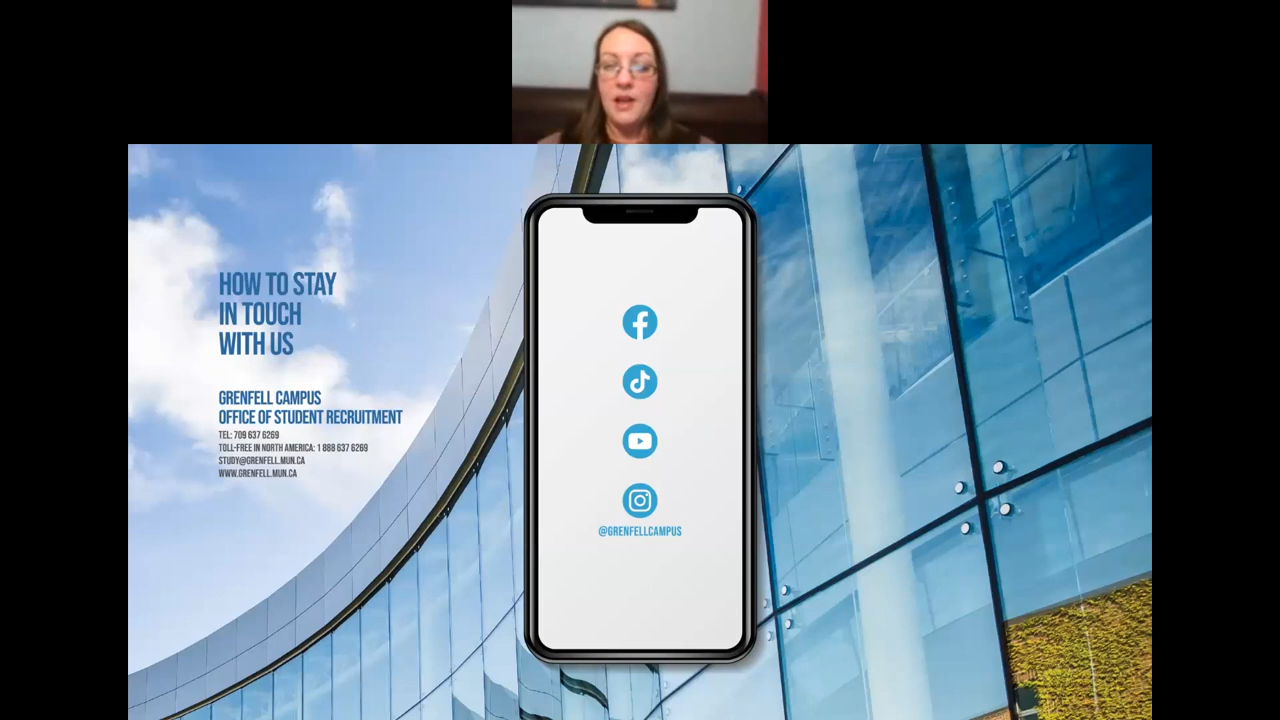 HOW TO STAY
IN TOUCH
WITH US
GRENFELL CAMPUS
OFFICE OF STUDENT RECRUITMENT
TEL: 709 637 6269
TOLL-FREE IN NORTH AMERICA: 1 888 637 6269
STUDY@GRENFELL.MUN.CA
WWW.GRENFELL.MUN.CA
@GRENFELLCAMPUS